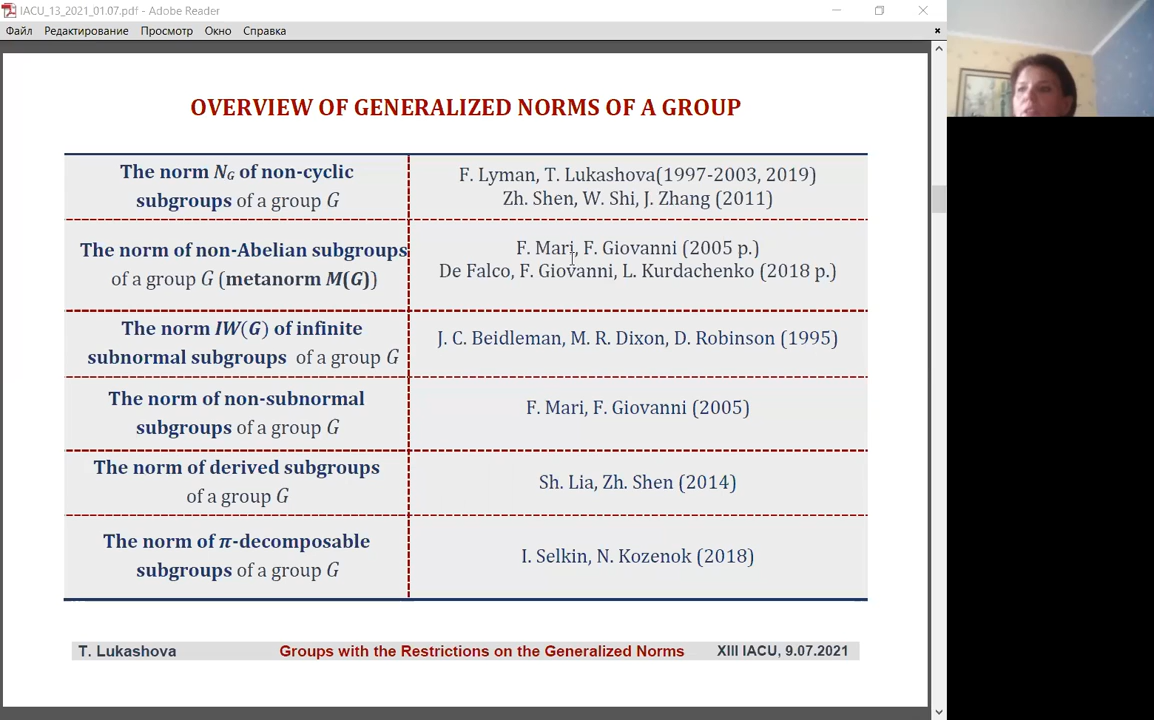 IACU_13_2021_01.07.pdf - Adobe Reader
Файл Редактирование Просмотр Окно Справка
OVERVIEW OF GENERALIZED NORMS OF A GROUP
The norm N_G of non-cyclic
subgroups of a group G
F. Lyman, T. Lukashova(1997-2003, 2019)
Zh. Shen, W. Shi, J. Zhang (2011)
The norm of non-Abelian subgroups
of a group G (metanorm M(G))
F. Mari, F. Giovanni (2005 р.)
De Falco, F. Giovanni, L. Kurdachenko (2018 р.)
The norm IW(G) of infinite
subnormal subgroups of a group G
J. C. Beidleman, M. R. Dixon, D. Robinson (1995)
The norm of non-subnormal
subgroups of a group G
F. Mari, F. Giovanni (2005)
The norm of derived subgroups
of a group G
Sh. Lia, Zh. Shen (2014)
The norm of π-decomposable
subgroups of a group G
I. Selkin, N. Kozenok (2018)
T. Lukashova Groups with the Restrictions on the Generalized Norms XIII IACU, 9.07.2021